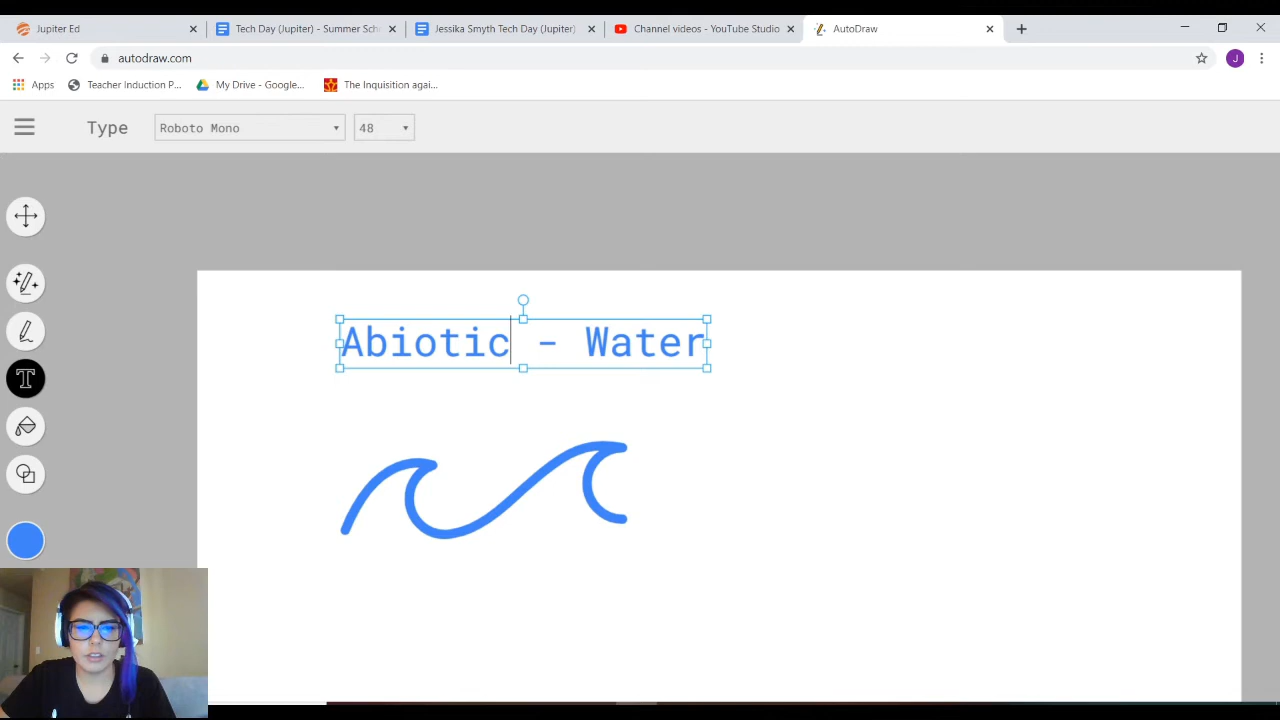 Jupiter Ed
Tech Day (Jupiter) - Summer Sch
Jessika Smyth Tech Day (Jupiter)
Channel videos - YouTube Studio
AutoDraw
autodraw.com
J
Apps
Teacher Induction P...
My Drive - Google...
The Inquisition agai...
Type
Roboto Mono
48
T
Abiotic - Water